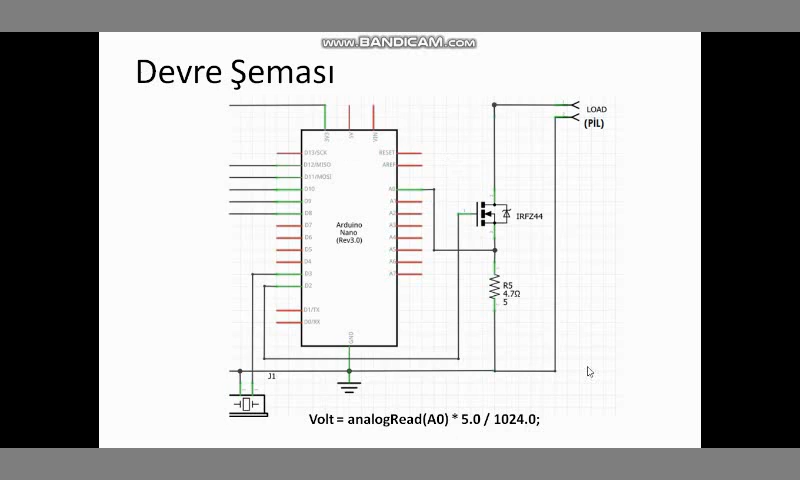 www.BANDICAM.com
Devre Şeması
LOAD
(PİL)
3V3
5V
VIN
D13/SCK
RESET
D12/MISO
AREF
D11/MOSI
D10
A0
D9
A1
D8
A2
D7
A3
D6
A4
D5
A5
D4
A6
D3
A7
D2
D1/TX
D0/RX
GND
Arduino
Nano
(Rev3.0)
IRFZ44
R5
4.7Ω
5
J1
Volt = analogRead(A0) * 5.0 / 1024.0;